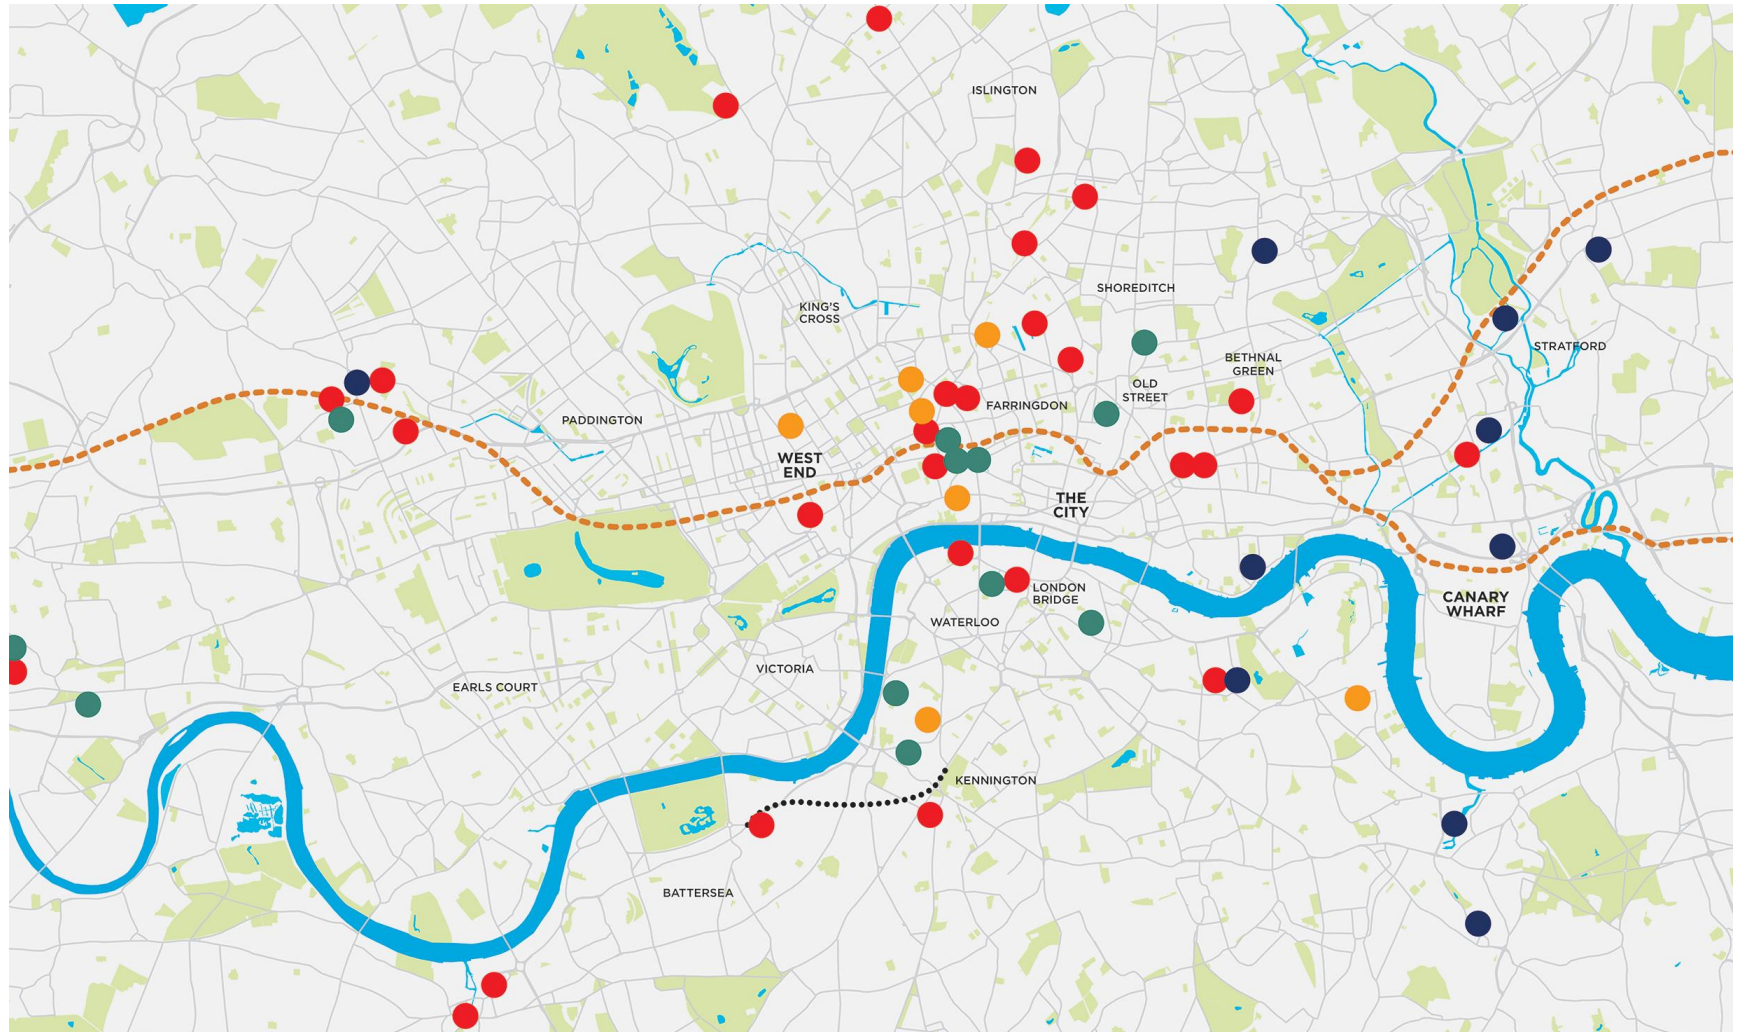 ISLINGTON
SHOREDITCH
KING'S
CROSS
STRATFORD
BETHNAL
GREEN
OLD
STREET
FARRINGDON
PADDINGTON
WEST
END
THE
CITY
LONDON
BRIDGE
CANARY
WHARF
WATERLOO
VICTORIA
EARLS COURT
KENNINGTON
BATTERSEA